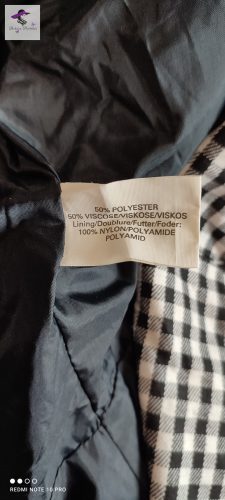 50% POLYESTER
50% VISCOSE/VISKOSE/VISKOS
Lining/Doublure/Futter/Foder:
100% NYLON/POLYAMIDE
POLYAMID
REDMI NOTE 10 PRO